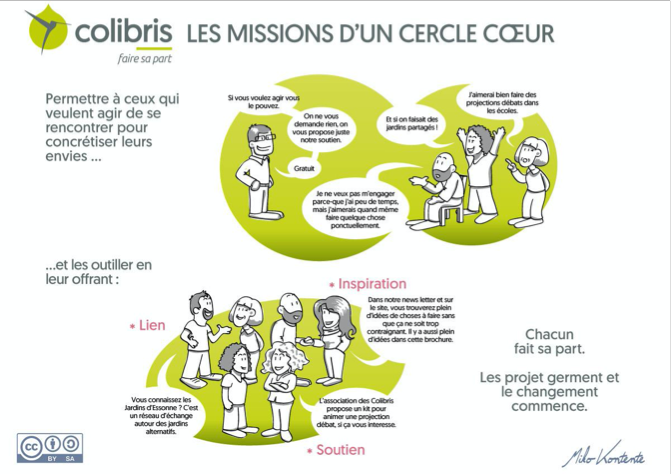 colibris
faire sa part
LES MISSIONS D'UN CERCLE CŒUR
Permettre à ceux qui
veulent agir de se
rencontrer pour
concrétiser leurs
envies ...
Si vous voulez agir vous
le pouvez.
On ne vous
demande rien, on
vous propose juste
notre soutien.
Gratuit
Et si on faisait des
jardins partagés !
J'aimerai bien faire des
projections débats dans
les écoles.
Je ne veux pas m'engager
parce-que j'ai peu de temps,
mais j'aimerais quand même
faire quelque chose
ponctuellement.
...et les outiller en
leur offrant :
* Lien
* Inspiration
Dans notre news letter et sur
le site, vous trouverez plein
d'idées de choses à faire sans
que ça ne soit trop
contraignant. Il y a aussi plein
d'idées dans cette brochure.
Vous connaissez les
Jardins d'Essonne ? C'est
un réseau d'échange
autour des jardins
alternatifs.
L'association des Colibris
propose un kit pour
animer une projection
débat, si ça vous interesse.
* Soutien
Chacun
fait sa part.
Les projet germent et
le changement
commence.
cc
BY SA
Milo Kontente